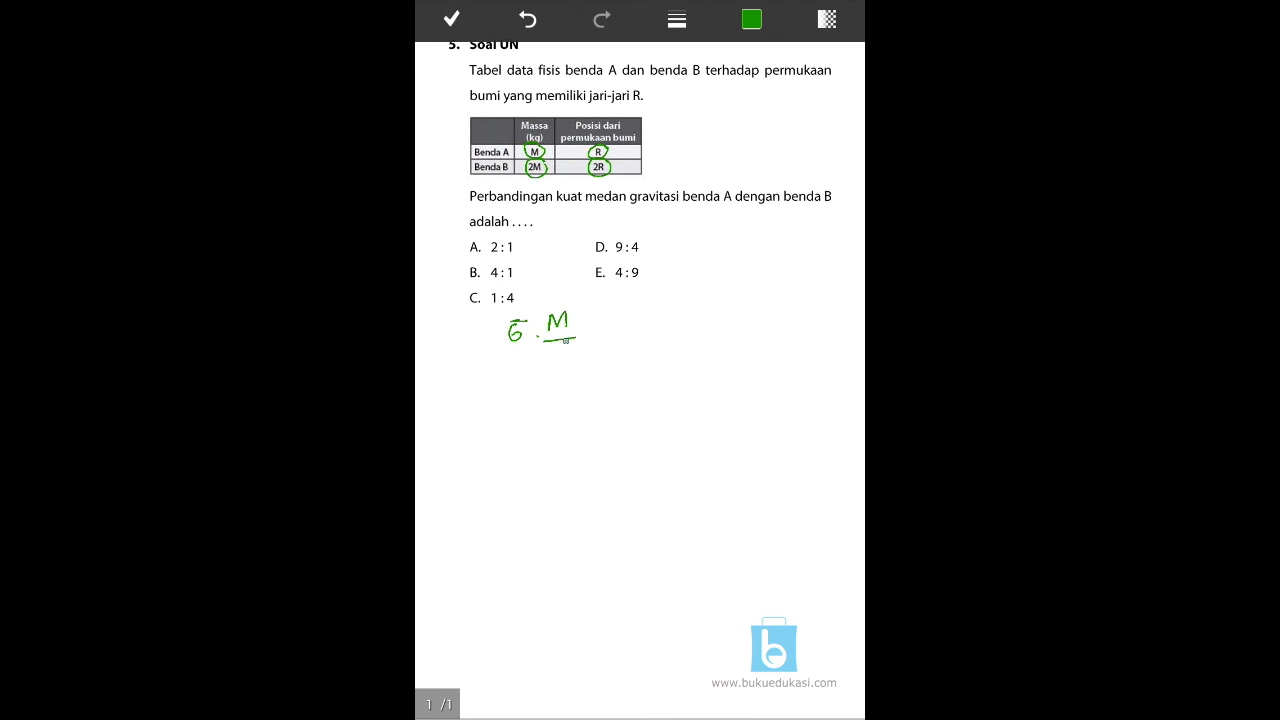 5. Soal UN
Tabel data fisis benda A dan benda B terhadap permukaan
bumi yang memiliki jari-jari R.
Massa (kg) Posisi dari permukaan bumi
Benda A M R
Benda B 2M 2R
Perbandingan kuat medan gravitasi benda A dengan benda B
adalah . . . .
A. 2 : 1 D. 9 : 4
B. 4 : 1 E. 4 : 9
C. 1 : 4
G . M
www.bukuedukasi.com
1 /1